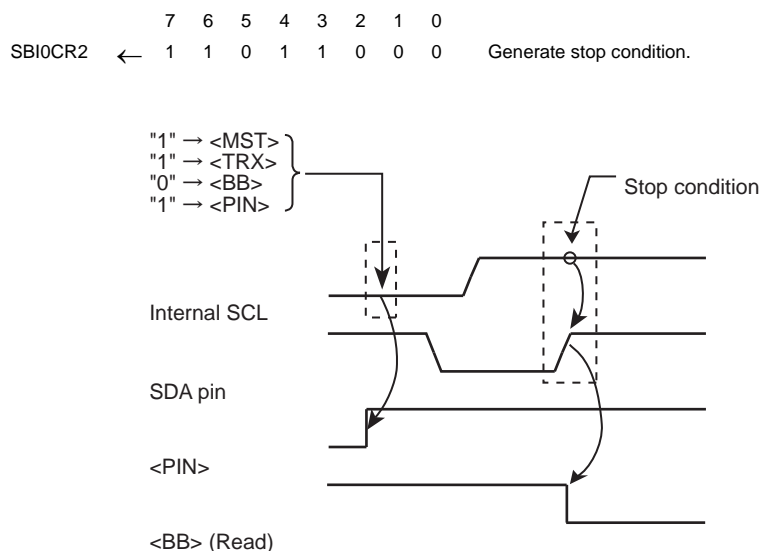 7 6 5 4 3 2 1 0
SBI0CR2 ← 1 1 0 1 1 0 0 0 Generate stop condition.
"1" → <MST>
"1" → <TRX>
"0" → <BB>
"1" → <PIN>
Stop condition
Internal SCL
SDA pin
<PIN>
<BB> (Read)